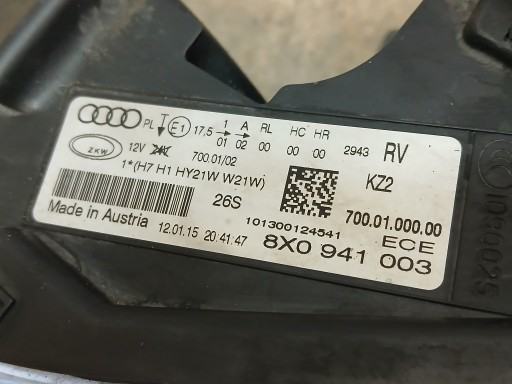 PL E1 17.5 1 A RL HC HR 2943 RV
01 02 00 00 00
ZKW 12V 24V 700.01/02 KZ2
1*(H7 H1 HY21W W21W)
26S 700.01.000.00
101300124541 ECE
Made in Austria 12.01.15 20:41:47 8X0 941 003